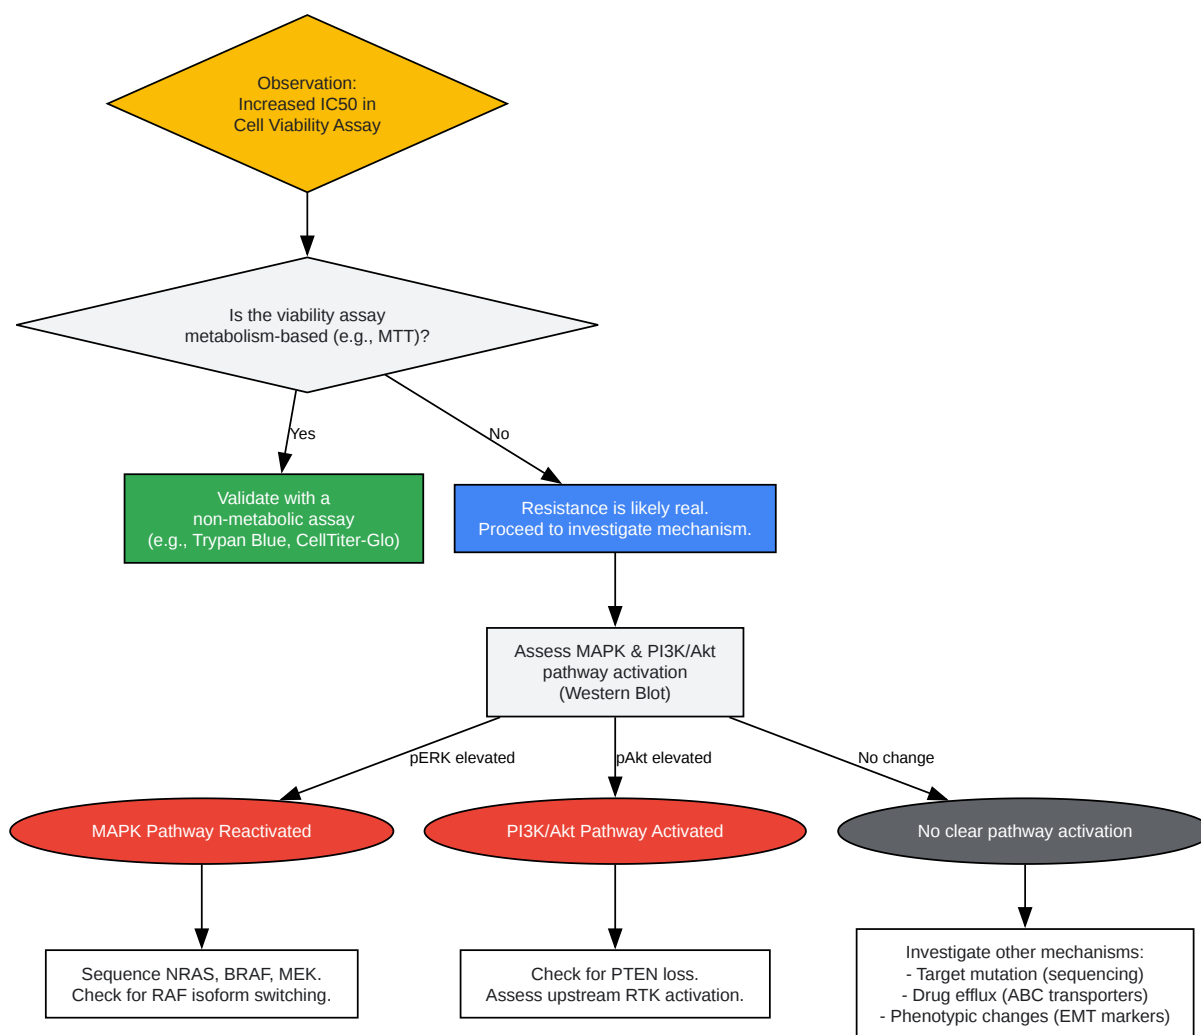 Observation:
Increased IC50 in
Cell Viability Assay
Is the viability assay
metabolism-based (e.g., MTT)?
Yes
No
Validate with a
non-metabolic assay
(e.g., Trypan Blue, CellTiter-Glo)
Resistance is likely real.
Proceed to investigate mechanism.
Assess MAPK & PI3K/Akt
pathway activation
(Western Blot)
pERK elevated
pAkt elevated
No change
MAPK Pathway Reactivated
PI3K/Akt Pathway Activated
No clear pathway activation
Sequence NRAS, BRAF, MEK.
Check for RAF isoform switching.
Check for PTEN loss.
Assess upstream RTK activation.
Investigate other mechanisms:
- Target mutation (sequencing)
- Drug efflux (ABC transporters)
- Phenotypic changes (EMT markers)